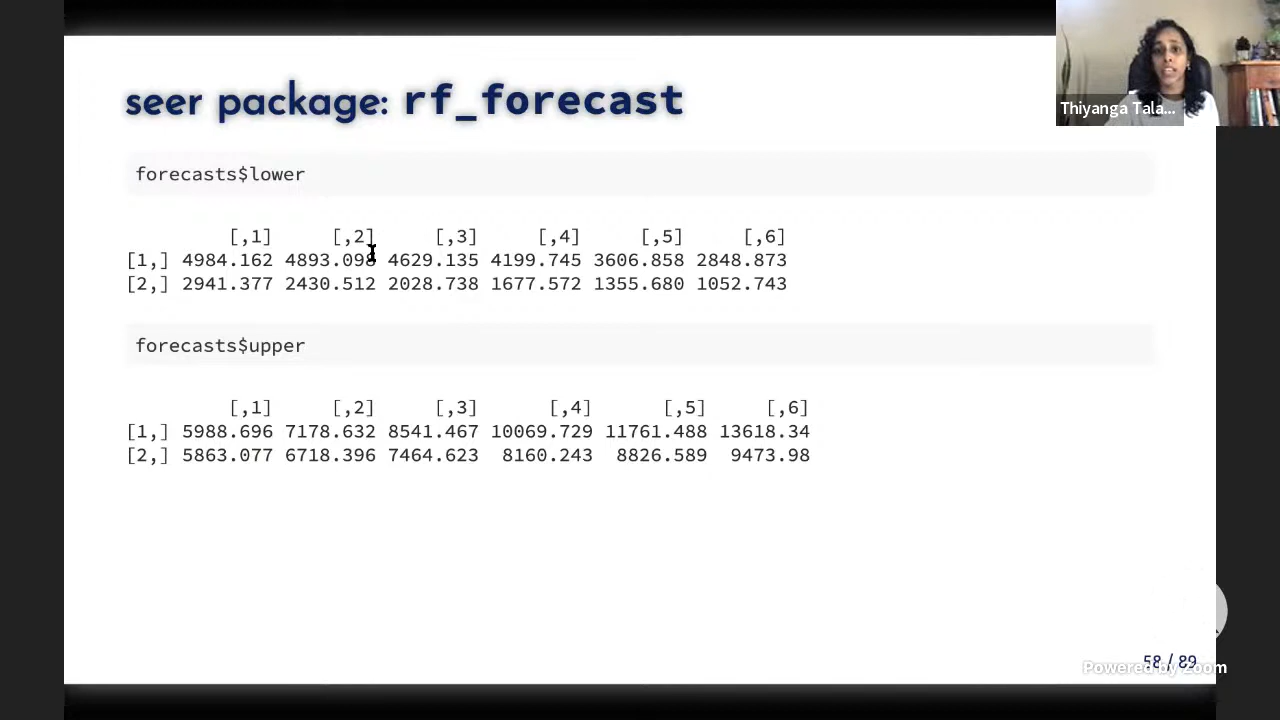 seer package: rf_forecast
Thiyanga Tala...
forecasts$lower
[,1] [,2] [,3] [,4] [,5] [,6]
[1,] 4984.162 4893.098 4629.135 4199.745 3606.858 2848.873
[2,] 2941.377 2430.512 2028.738 1677.572 1355.680 1052.743
forecasts$upper
[,1] [,2] [,3] [,4] [,5] [,6]
[1,] 5988.696 7178.632 8541.467 10069.729 11761.488 13618.34
[2,] 5863.077 6718.396 7464.623 8160.243 8826.589 9473.98
58 / 89
Powered by Zoom